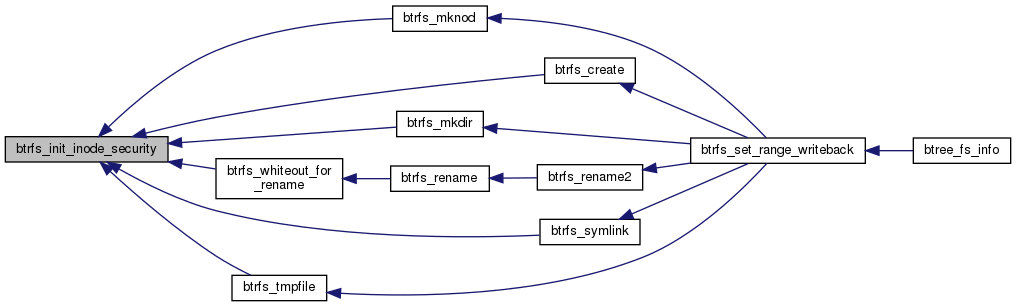 btrfs_mknod
btrfs_create
btrfs_mkdir
btrfs_init_inode_security
btrfs_set_range_writeback
btree_fs_info
btrfs_whiteout_for
_rename
btrfs_rename
btrfs_rename2
btrfs_symlink
btrfs_tmpfile